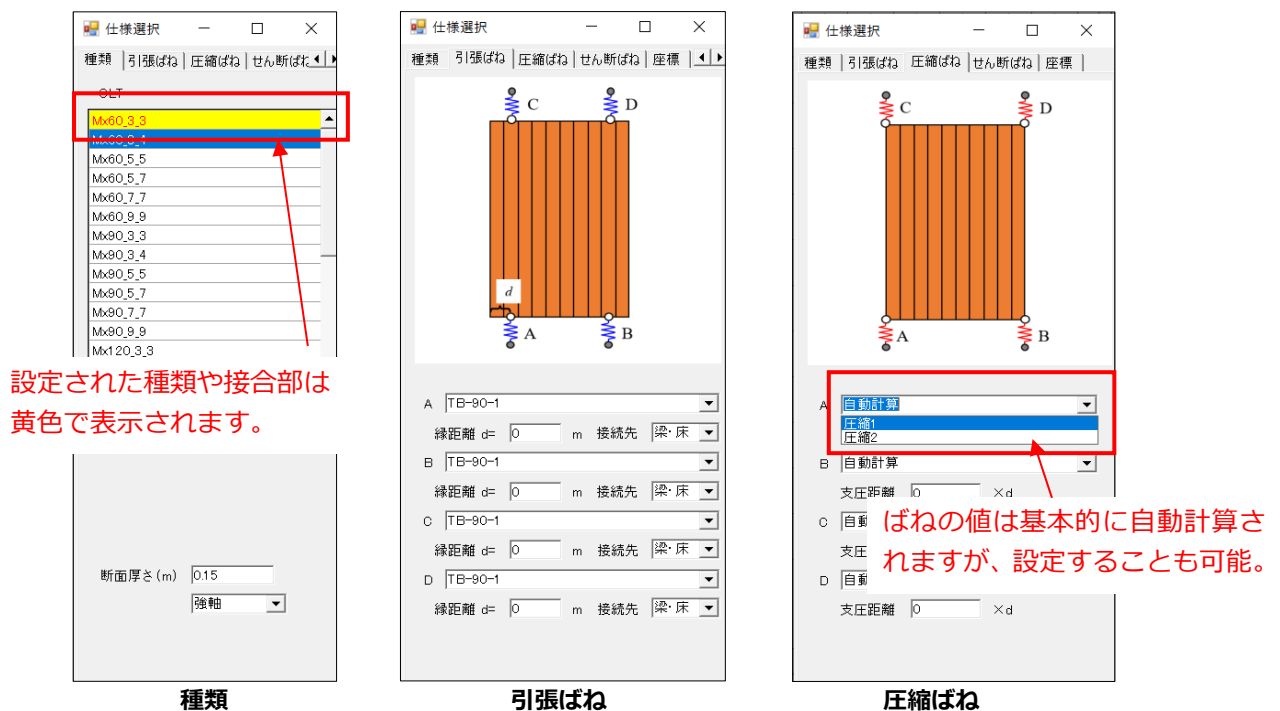 仕様選択
種類 引張ばね 圧縮ばね せん断ばね
CLT
Mx60_3_3
Mx60_3_4
Mx60_5_5
Mx60_5_7
Mx60_7_7
Mx60_9_9
Mx90_3_3
Mx90_3_4
Mx90_5_5
Mx90_5_7
Mx90_7_7
Mx90_9_9
Mx120_3_3
設定された種類や接合部は
黄色で表示されます。
断面厚さ(m) 0.15
強軸
種類
仕様選択
種類 引張ばね 圧縮ばね せん断ばね 座標
C D
d
A B
A TB-90-1
縁距離 d= 0 m 接続先 梁・床
B TB-90-1
縁距離 d= 0 m 接続先 梁・床
C TB-90-1
縁距離 d= 0 m 接続先 梁・床
D TB-90-1
縁距離 d= 0 m 接続先 梁・床
引張ばね
仕様選択
種類 引張ばね 圧縮ばね せん断ばね 座標
C D
A B
A 自動計算
圧縮1
圧縮2
B 自動計算
支圧距離 0 ×d
C 自動
支圧
D 自動
支圧距離 0 ×d
ばねの値は基本的に自動計算さ
れますが、設定することも可能。
圧縮ばね